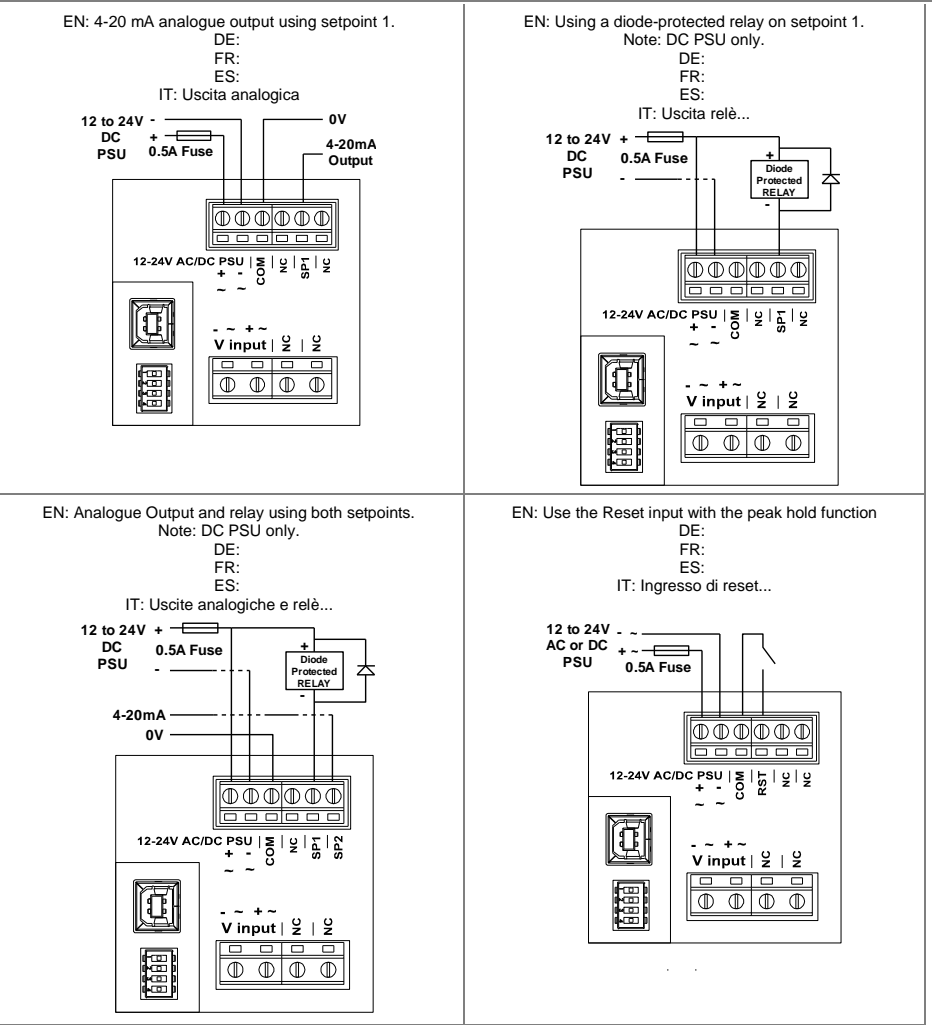 EN: 4-20 mA analogue output using setpoint 1.
DE:
FR:
ES:
IT: Uscita analogica
12 to 24V -
DC +
PSU 0.5A Fuse
0V
4-20mA
Output
12-24V AC/DC PSU | COM | NC | SP1 | NC
+ -
~ ~
- ~ + ~
V input | NC | NC
EN: Using a diode-protected relay on setpoint 1.
Note: DC PSU only.
DE:
FR:
ES:
IT: Uscita relè...
12 to 24V +
DC 0.5A Fuse
PSU -
+
Diode
Protected
RELAY
-
12-24V AC/DC PSU | COM | NC | SP1 | NC
+ -
~ ~
- ~ + ~
V input | NC | NC
EN: Analogue Output and relay using both setpoints.
Note: DC PSU only.
DE:
FR:
ES:
IT: Uscite analogiche e relè...
12 to 24V +
DC 0.5A Fuse
PSU -
+
Diode
Protected
RELAY
-
4-20mA
0V
12-24V AC/DC PSU | COM | NC | SP1 | SP2
+ -
~ ~
- ~ + ~
V input | NC | NC
EN: Use the Reset input with the peak hold function
DE:
FR:
ES:
IT: Ingresso di reset...
12 to 24V - ~
AC or DC + ~
PSU 0.5A Fuse
12-24V AC/DC PSU | COM | RST | NC | NC
+ -
~ ~
- ~ + ~
V input | NC | NC